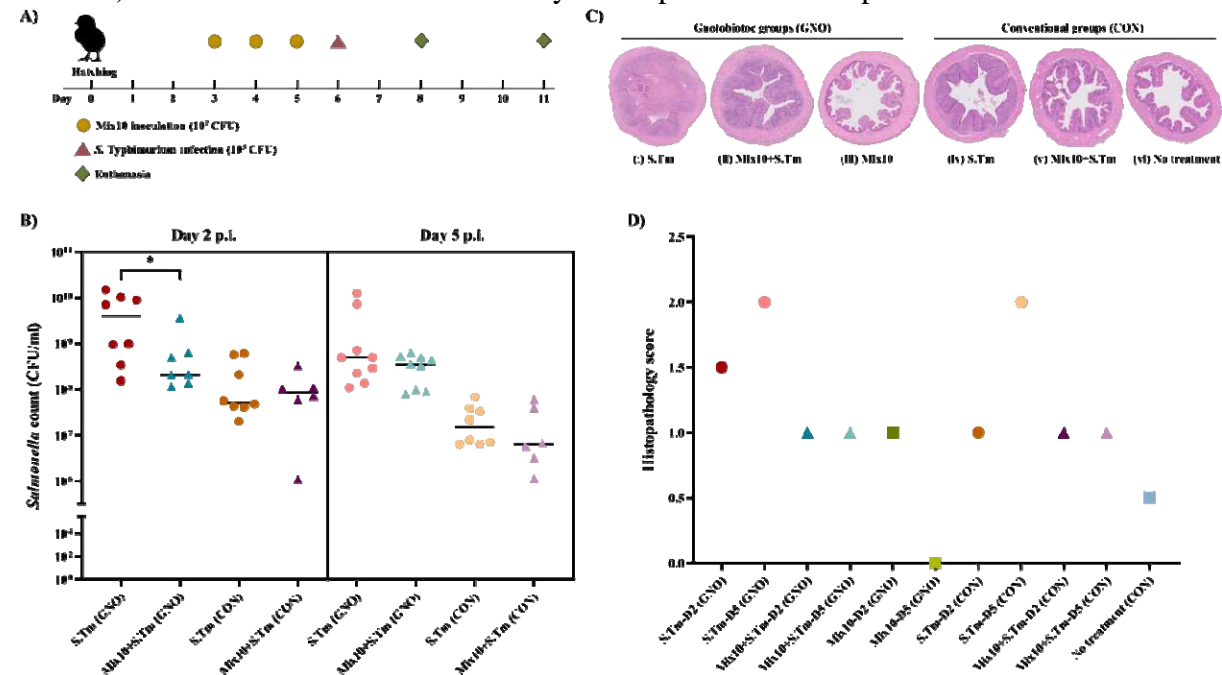 A)
Hatching
Day 0 1 2 3 4 5 6 7 8 9 10 11
Mix10 inoculation (10⁷ CFU)
S. Typhimurium infection (10⁵ CFU)
Euthanasia
C)
Gnotobiotoc groups (GNO)
Conventional groups (CON)
(i) S.Tm
(ii) Mix10+S.Tm
(iii) Mix10
(iv) S.Tm
(v) Mix10+S.Tm
(vi) No treatment
B)
Day 2 p.i.
Day 5 p.i.
*
Salmonella count (CFU/ml)
10¹¹
10¹⁰
10⁹
10⁸
10⁷
10⁶
10⁴
10²
10⁰
S.Tm (GNO)
Mix10+S.Tm (GNO)
S.Tm (CON)
Mix10+S.Tm (CON)
S.Tm (GNO)
Mix10+S.Tm (GNO)
S.Tm (CON)
Mix10+S.Tm (CON)
D)
Histopathology score
2.5
2.0
1.5
1.0
0.5
0.0
S.Tm-D2 (GNO)
S.Tm-D5 (GNO)
Mix10+S.Tm-D2 (GNO)
Mix10+S.Tm-D5 (GNO)
Mix10-D2 (GNO)
Mix10-D5 (GNO)
S.Tm-D2 (CON)
S.Tm-D5 (CON)
Mix10+S.Tm-D2 (CON)
Mix10+S.Tm-D5 (CON)
No treatment (CON)